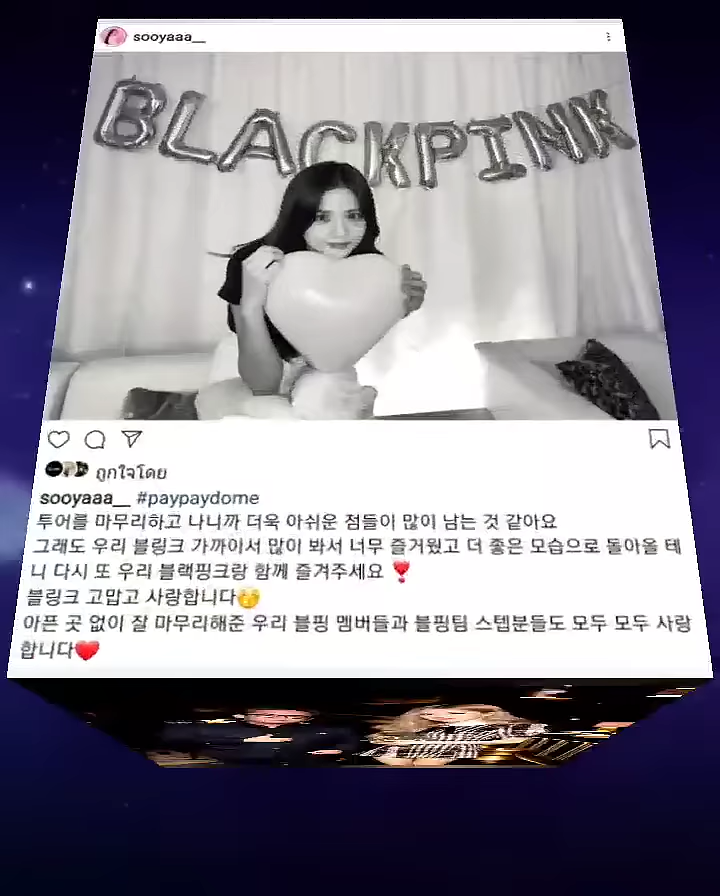 sooyaaa__
BLACKPINK
ถูกใจโดย
sooyaaa__ #paypaydome
투어를 마무리하고 나니까 더욱 아쉬운 점들이 많이 남는 것 같아요
그래도 우리 블링크 가까이서 많이 봐서 너무 즐거웠고 더 좋은 모습으로 돌아올 테
니 다시 또 우리 블랙핑크랑 함께 즐겨주세요❣️
블링크 고맙고 사랑합니다😚
아픈 곳 없이 잘 마무리해준 우리 블핑 멤버들과 블핑팀 스텝분들도 모두 모두 사랑
합니다❤️